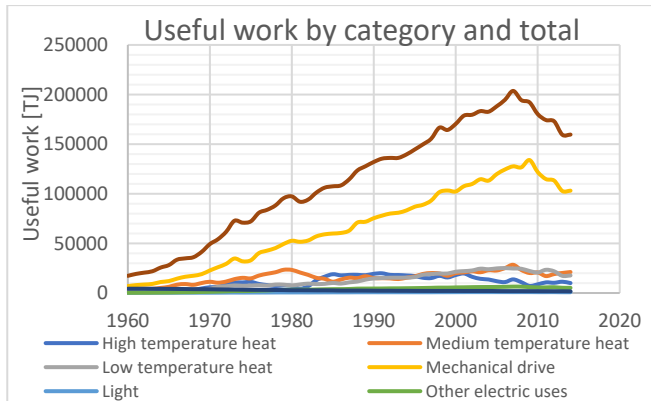 Useful work by category and total
Useful work [TJ]
250000
200000
150000
100000
50000
0
1960 1970 1980 1990 2000 2010 2020
High temperature heat Medium temperature heat
Low temperature heat Mechanical drive
Light Other electric uses